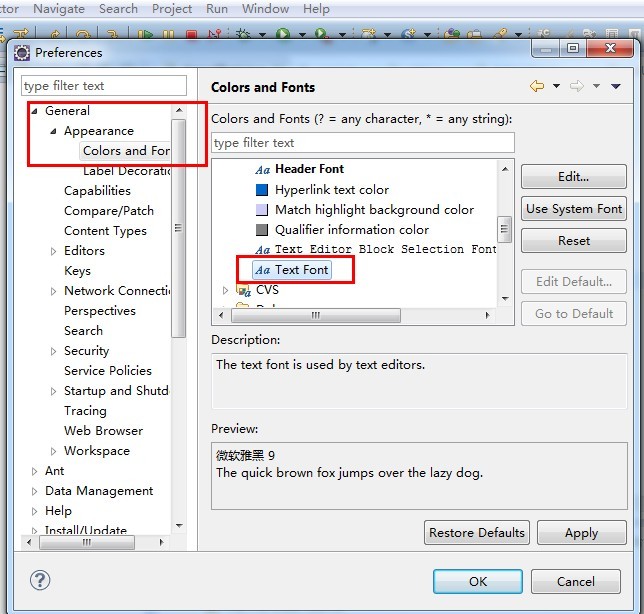 ctor Navigate Search Project Run Window Help
Preferences
type filter text
General
Appearance
Colors and For
Label Decoratio
Capabilities
Compare/Patch
Content Types
Editors
Keys
Network Connectio
Perspectives
Search
Security
Service Policies
Startup and Shutd
Tracing
Web Browser
Workspace
Ant
Data Management
Help
Install/Update
Colors and Fonts
Colors and Fonts (? = any character, * = any string):
type filter text
Aa Header Font
Hyperlink text color
Match highlight background color
Qualifier information color
Aa Text Editor Block Selection Font
Aa Text Font
CVS
Edit...
Use System Font
Reset
Edit Default...
Go to Default
Description:
The text font is used by text editors.
Preview:
微软雅黑 9
The quick brown fox jumps over the lazy dog.
Restore Defaults
Apply
?
OK
Cancel